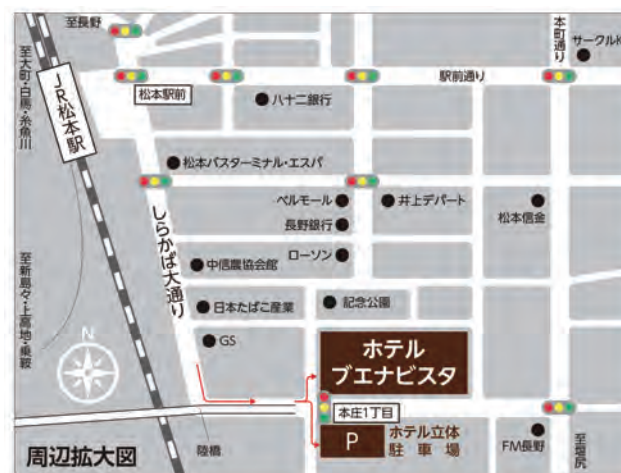 至長野
本町通り
サークルK
至大町・白馬・糸魚川
JR松本駅
松本駅前
駅前通り
八十二銀行
松本バスターミナル・エスパ
しらかば大通り
ベルモール
井上デパート
長野銀行
松本信金
ローソン
中信農協会館
至新島々・上高地・乗鞍
日本たばこ産業
記念公園
N
GS
ホテル
ブエナビスタ
本庄1丁目
P
ホテル立体
駐車場
FM長野
至塩尻
陸橋
周辺拡大図